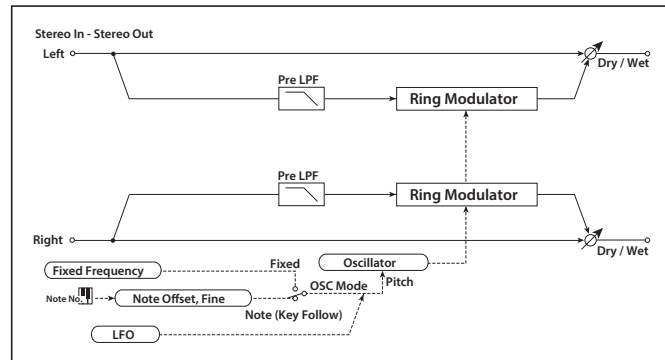 Stereo In - Stereo Out
Left
Dry / Wet
Pre LPF
Ring Modulator
Pre LPF
Ring Modulator
Right
Dry / Wet
Fixed
Oscillator
Fixed Frequency
OSC Mode
Pitch
Note No.
Note Offset, Fine
Note (Key Follow)
LFO